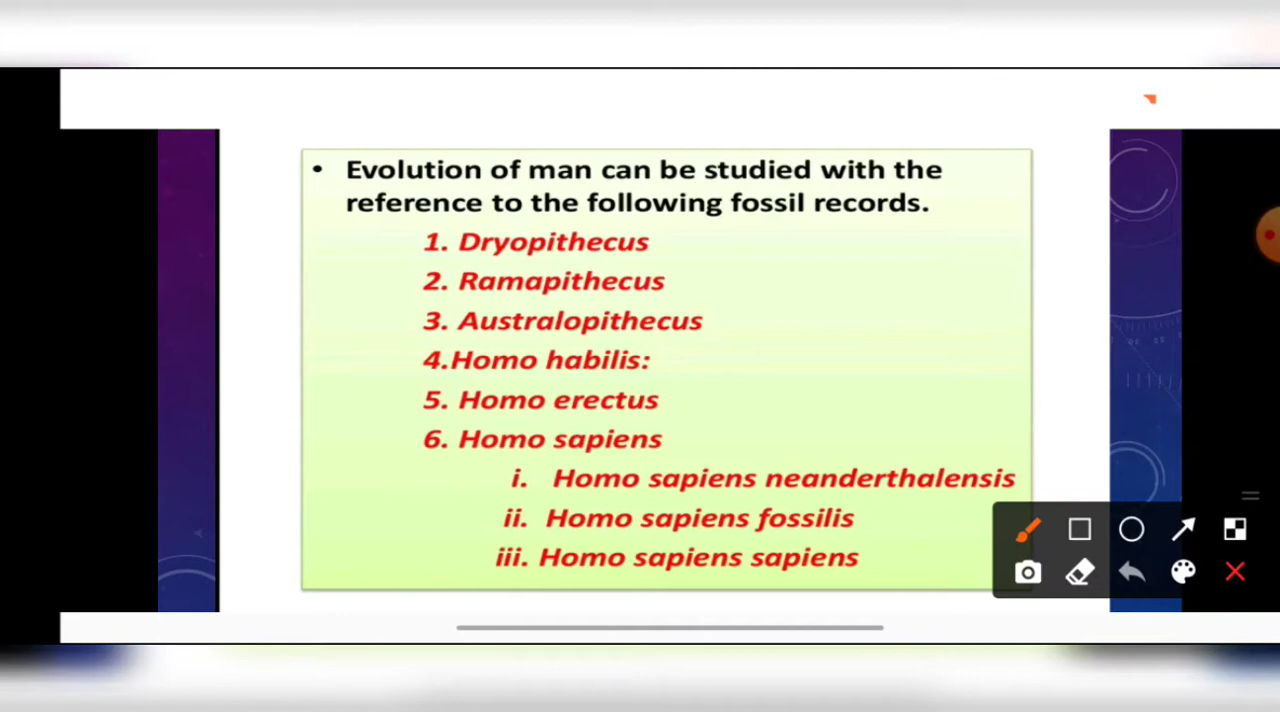 • Evolution of man can be studied with the
reference to the following fossil records.
1. Dryopithecus
2. Ramapithecus
3. Australopithecus
4.Homo habilis:
5. Homo erectus
6. Homo sapiens
i. Homo sapiens neanderthalensis
ii. Homo sapiens fossilis
iii. Homo sapiens sapiens